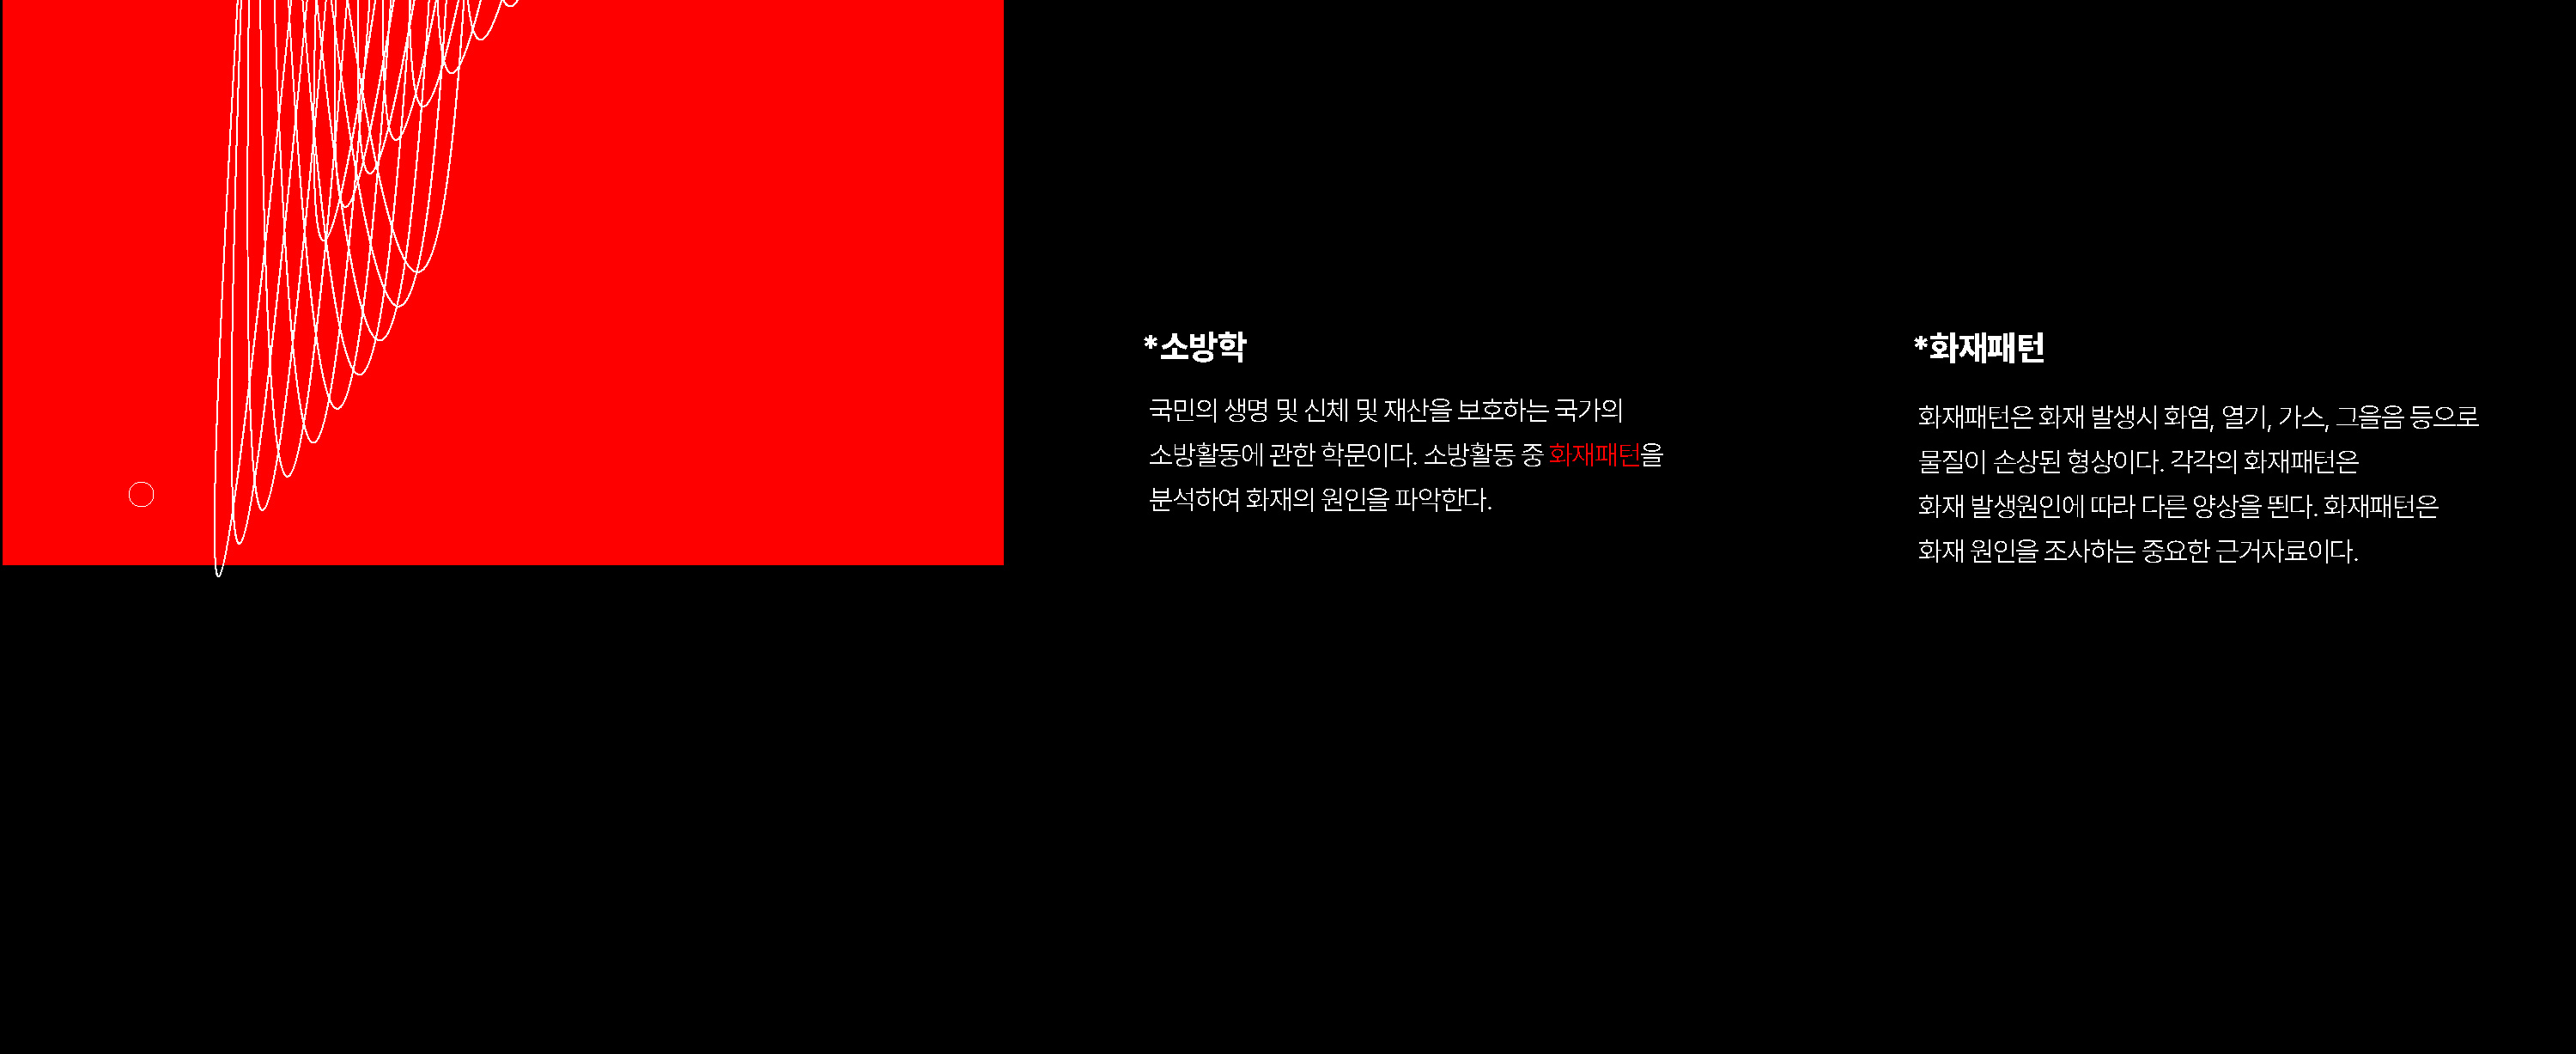 *소방학
국민의 생명 및 신체 및 재산을 보호하는 국가의
소방활동에 관한 학문이다. 소방활동 중 화재패턴을
분석하여 화재의 원인을 파악한다.
*화재패턴
화재패턴은 화재 발생시 화염, 열기, 가스, 그을음 등으로
물질이 손상된 형상이다. 각각의 화재패턴은
화재 발생원인에 따라 다른 양상을 띈다. 화재패턴은
화재 원인을 조사하는 중요한 근거자료이다.